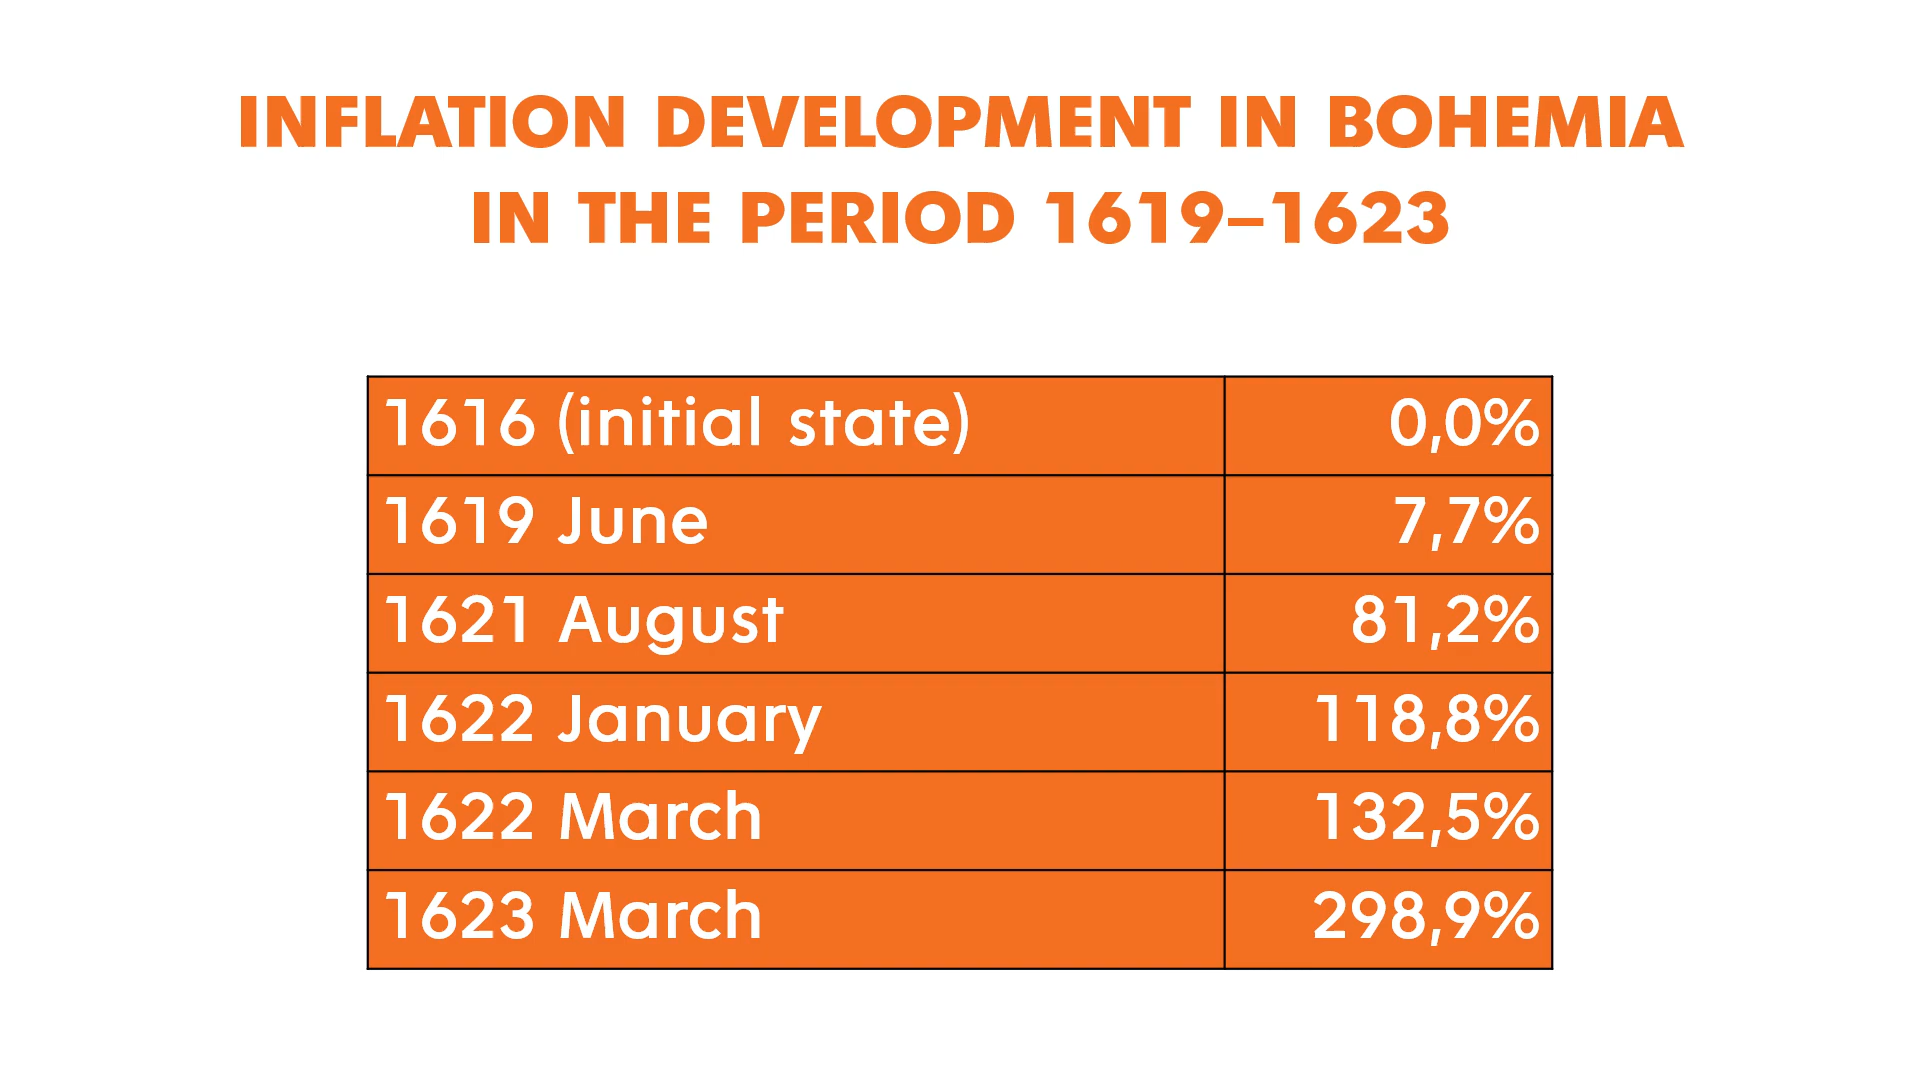 INFLATION DEVELOPMENT IN BOHEMIA
IN THE PERIOD 1619–1623
1616 (initial state) 0,0%
1619 June 7,7%
1621 August 81,2%
1622 January 118,8%
1622 March 132,5%
1623 March 298,9%